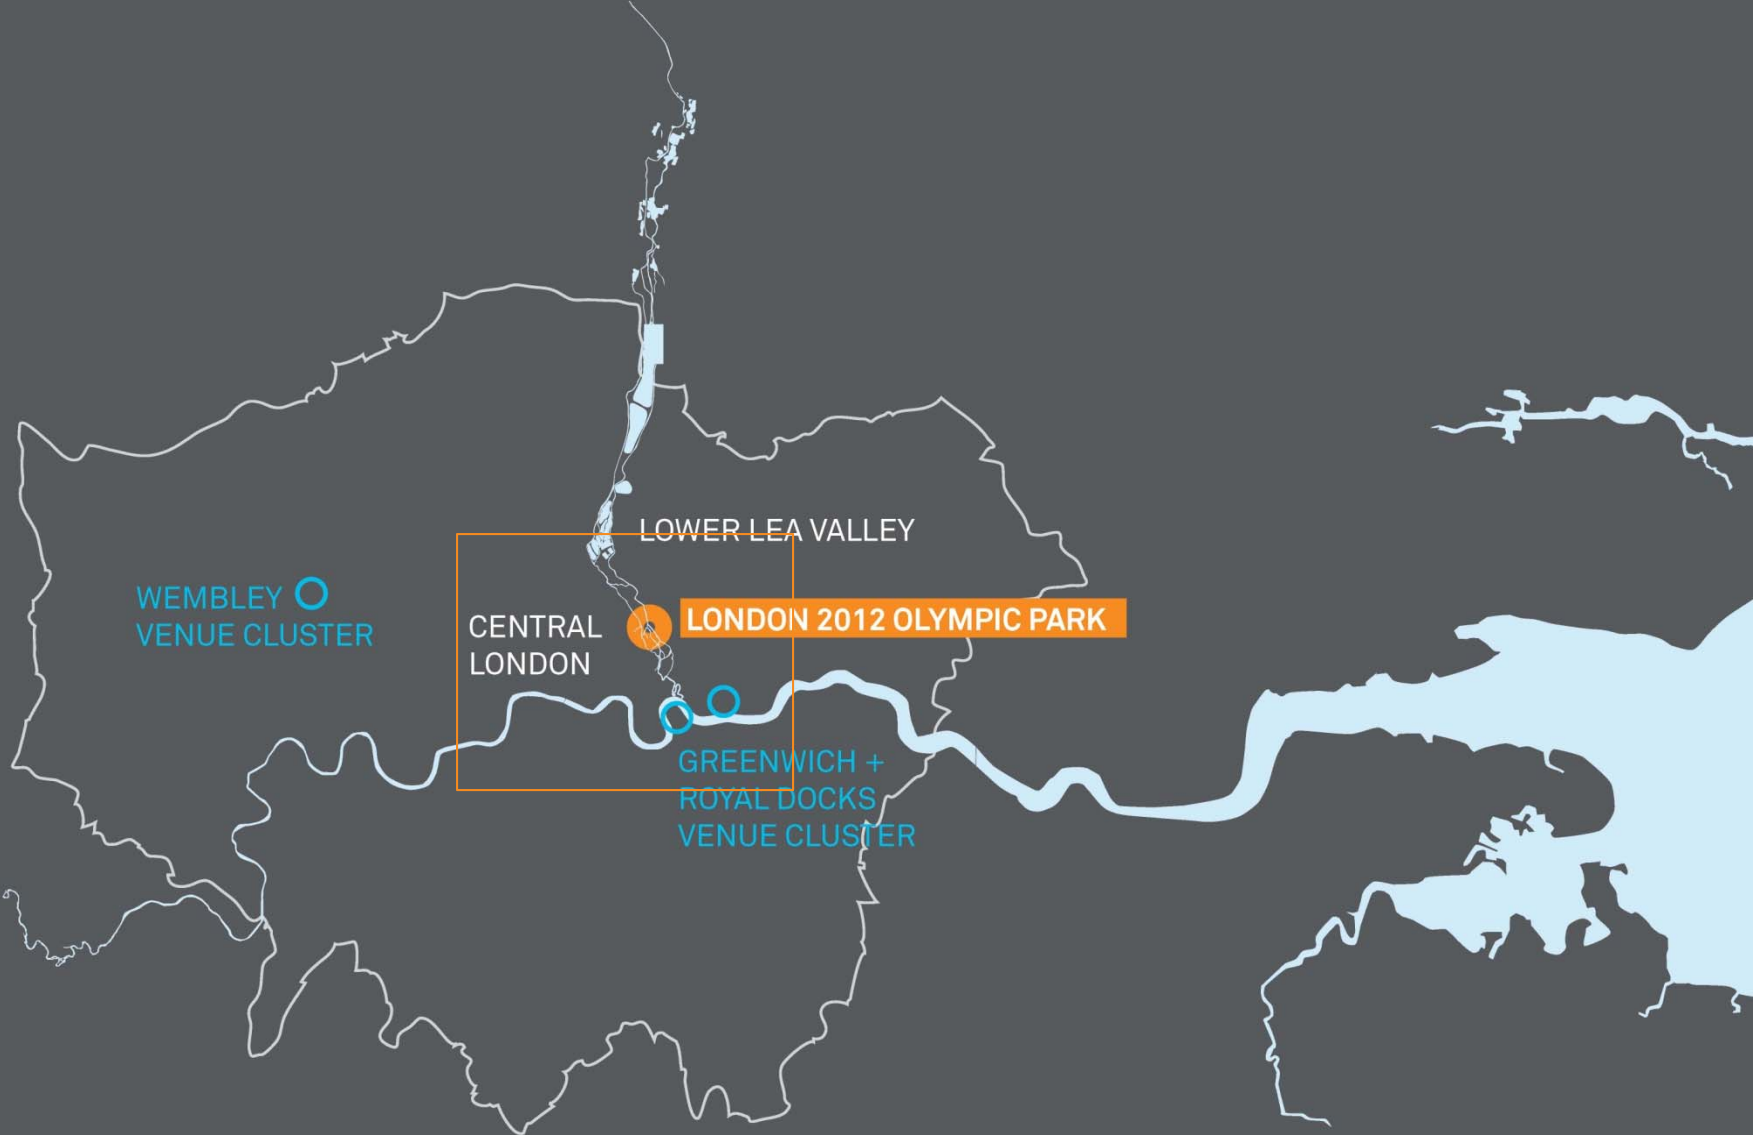 LOWER LEA VALLEY
WEMBLEY
VENUE CLUSTER
CENTRAL
LONDON
LONDON 2012 OLYMPIC PARK
GREENWICH +
ROYAL DOCKS
VENUE CLUSTER